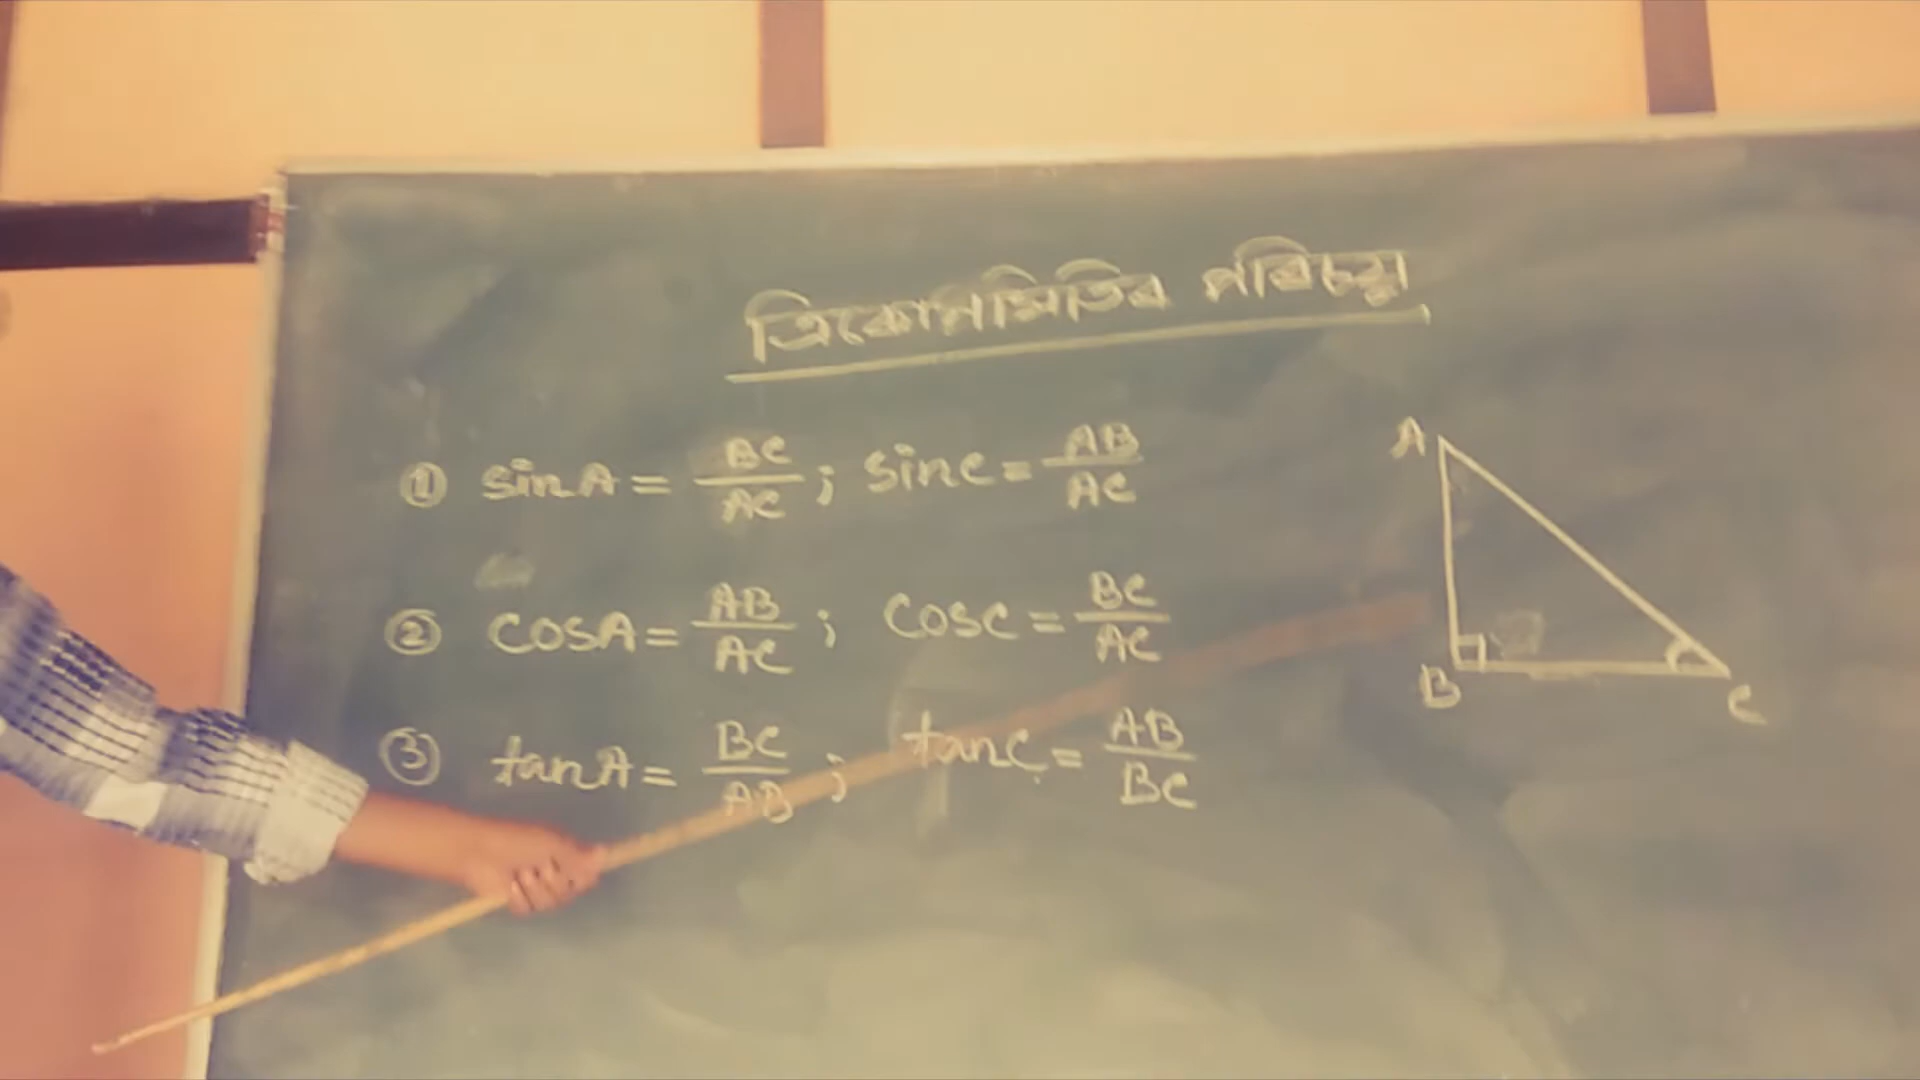 ত্রিকোণমিতির পরিচয়
① sinA = BC/AC ; sinC = AB/AC
② cosA = AB/AC ; cosC = BC/AC
③ tanA = BC/AB ; tanC = AB/BC
A
B
C